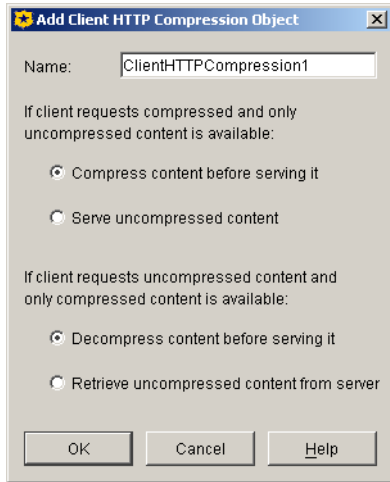 Add Client HTTP Compression Object
Name: ClientHTTPCompression1
If client requests compressed and only
uncompressed content is available:
Compress content before serving it
Serve uncompressed content
If client requests uncompressed content and
only compressed content is available:
Decompress content before serving it
Retrieve uncompressed content from server
OK Cancel Help